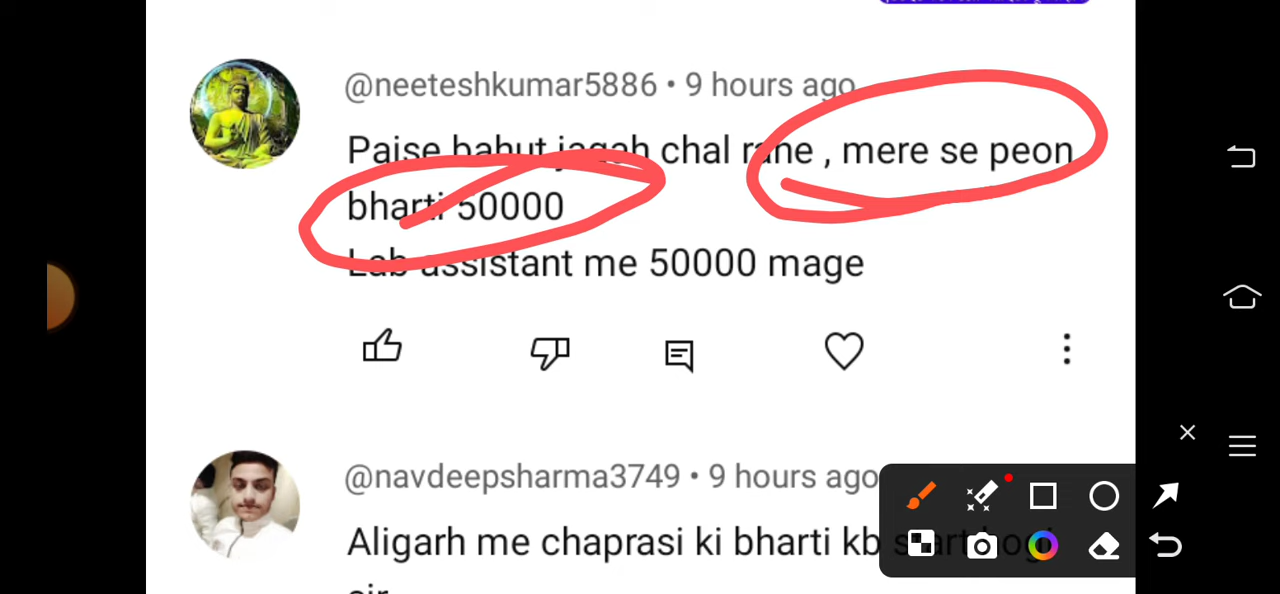 @neeteshkumar5886 • 9 hours ago
Paise bahut jagah chal rahe , mere se peon
bharti 50000
Lab assistant me 50000 mage
@navdeepsharma3749 • 9 hours ago
Aligarh me chaprasi ki bharti kb start hogi
sir